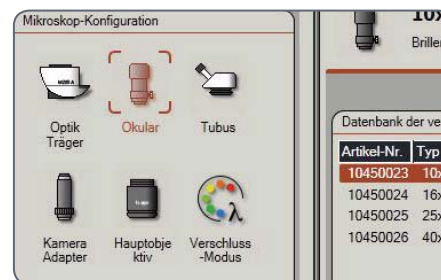 Mikroskop-Konfiguration
Optik
Träger
Okular
Tubus
Kamera
Adapter
Hauptobje
ktiv
Verschluss
-Modus
λ
10x
Briller
Datenbank der ve
Artikel-Nr. Typ
10450023 10x
10450024 16x
10450025 25x
10450026 40x